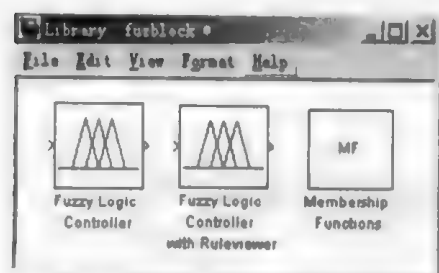 Library fuzblock *
File Edit View Format Help
MF
Fuzzy Logic
Controller
Fuzzy Logic
Controller
with Ruleviewer
Membership
Functions